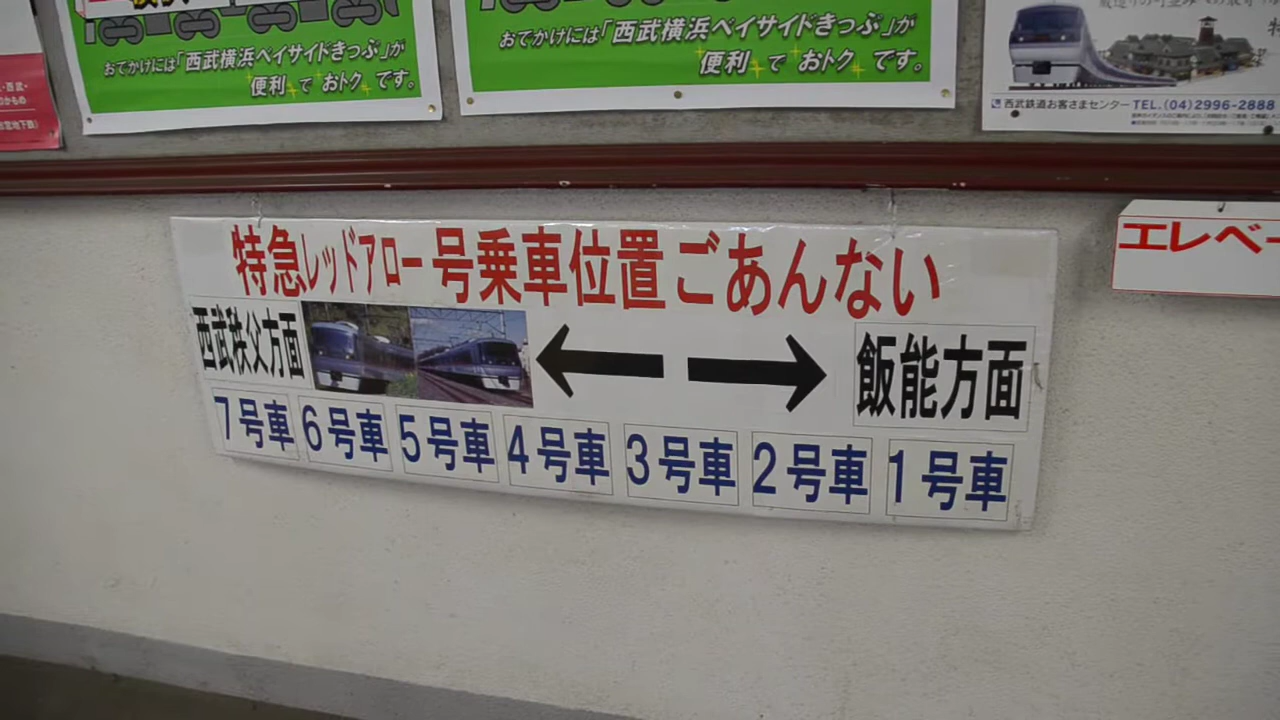 おでかけには「西武横浜ベイサイドきっぷ」が
便利で おトク です。
おでかけには「西武横浜ベイサイドきっぷ」が
便利で おトク です。
西武鉄道お客さまセンター TEL.(04)2996-2888
特急レッドアロー号乗車位置ごあんない
西武秩父方面
飯能方面
7号車 6号車 5号車 4号車 3号車 2号車 1号車
エレベー